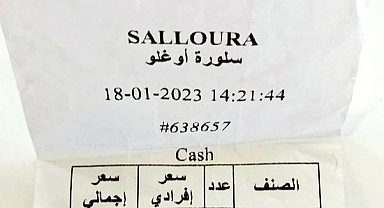 SALLOURA
سلورة أوغلو
18-01-2023 14:21:44
#638657
Cash
الصنف عدد سعر إفرادي سعر إجمالي